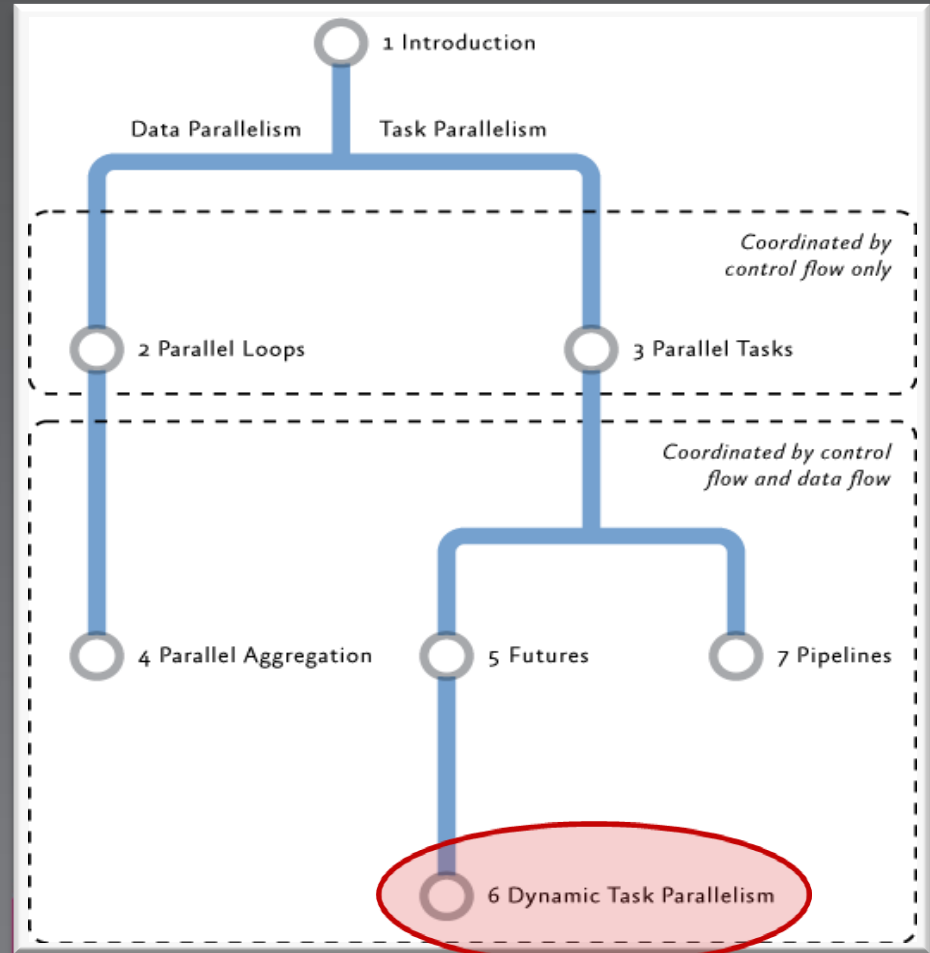 1 Introduction
Data Parallelism
Task Parallelism
Coordinated by
control flow only
2 Parallel Loops
3 Parallel Tasks
Coordinated by control
flow and data flow
4 Parallel Aggregation
5 Futures
7 Pipelines
6 Dynamic Task Parallelism